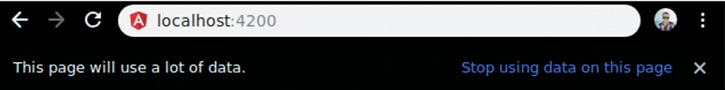 localhost:4200
This page will use a lot of data. Stop using data on this page